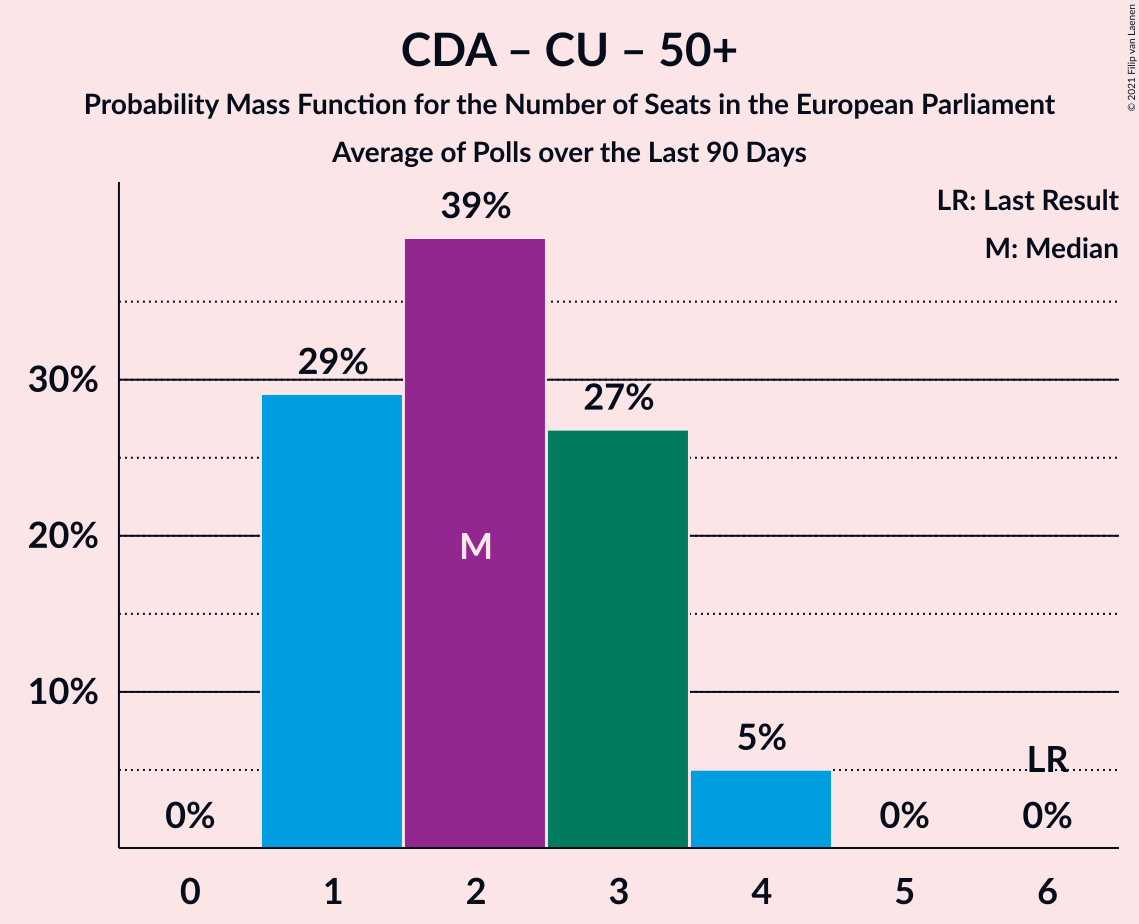 CDA – CU – 50+
Probability Mass Function for the Number of Seats in the European Parliament
Average of Polls over the Last 90 Days
© 2021 Filip van Laenen
LR: Last Result
M: Median
39%
29%
30%
27%
20%
M
10%
5%
LR
0%
0%
0%
0 1 2 3 4 5 6